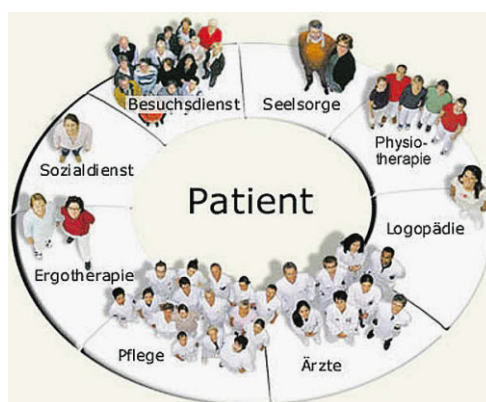 Besuchsdienst
Seelsorge
Physio-
therapie
Sozialdienst
Patient
Logopädie
Ergotherapie
Pflege
Ärzte